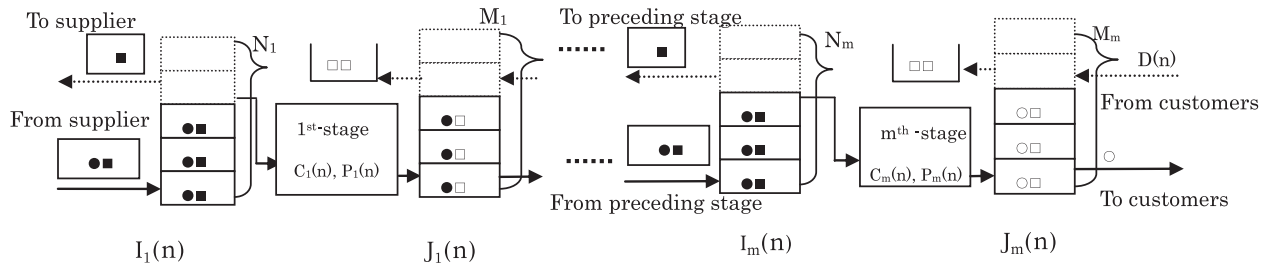 To supplier
N₁
M₁
To preceding stage
Nₘ
Mₘ
D(n)
From customers
From supplier
1ˢᵗ-stage
C₁(n), P₁(n)
mᵗʰ-stage
Cₘ(n), Pₘ(n)
From preceding stage
To customers
I₁(n)
J₁(n)
Iₘ(n)
Jₘ(n)